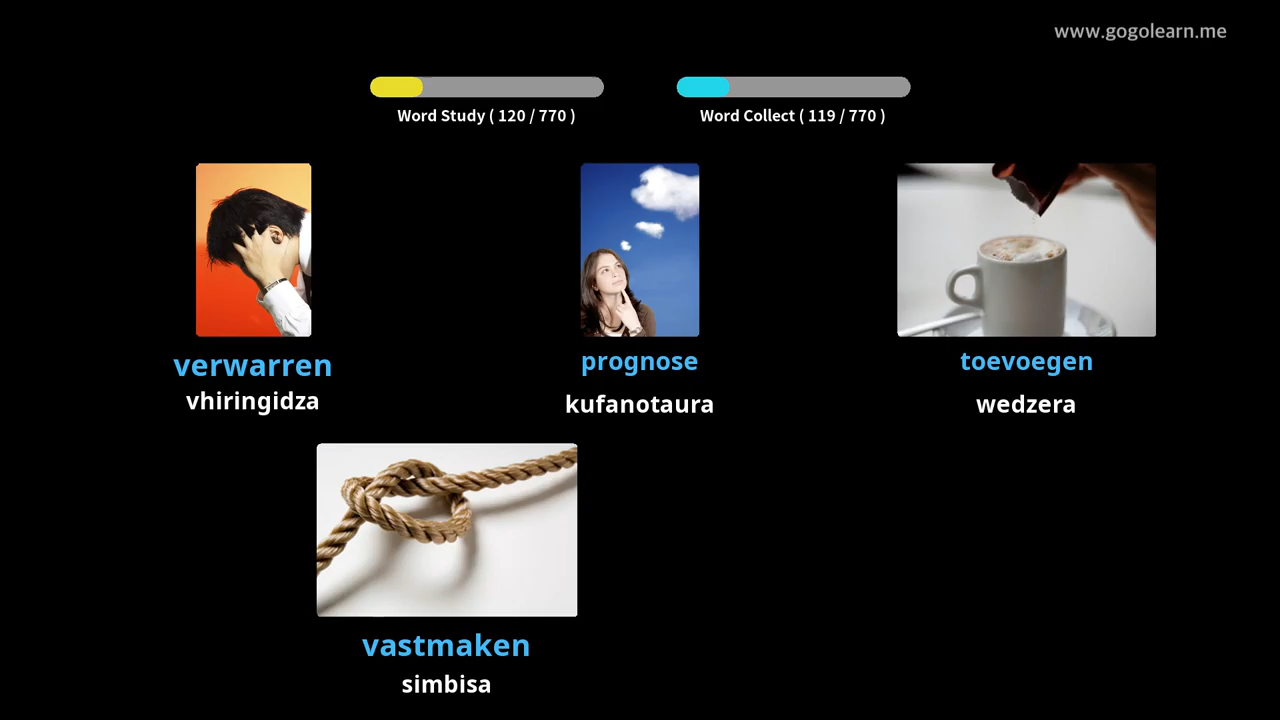 www.gogolearn.me
Word Study ( 120 / 770 )
Word Collect ( 119 / 770 )
verwarren
vhiringidza
prognose
kufanotaura
toevoegen
wedzera
vastmaken
simbisa